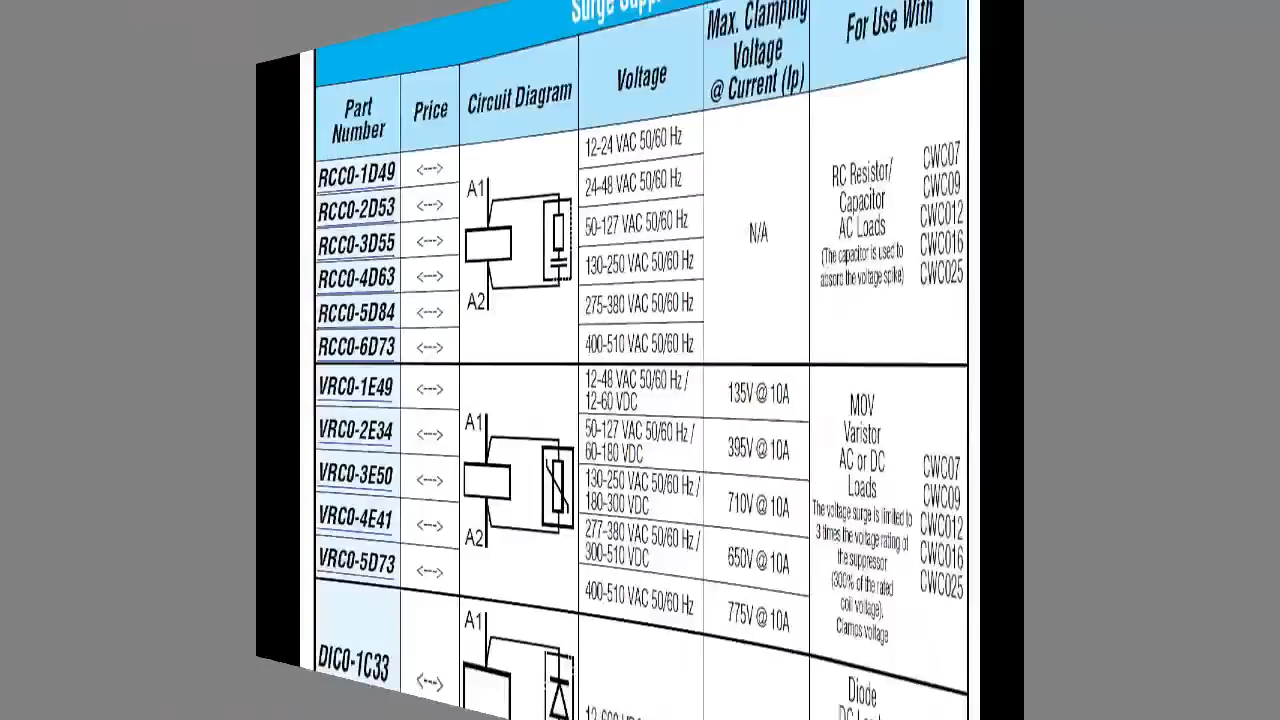 Surge
Part Number
Price
Circuit Diagram
Voltage
Max. Clamping Voltage @ Current (Ip)
For Use With
RCC0-1D49 <---> 12-24 VAC 50/60 Hz
RCC0-2D53 <---> 24-48 VAC 50/60 Hz
RCC0-3D55 <---> 50-127 VAC 50/60 Hz
RCC0-4D63 <---> 130-250 VAC 50/60 Hz
RCC0-5D84 <---> 275-380 VAC 50/60 Hz
RCC0-6D73 <---> 400-510 VAC 50/60 Hz
A1
A2
N/A
RC Resistor/
Capacitor
AC Loads
(The capacitor is used to
absorb the voltage spike)
CWC07
CWC09
CWC012
CWC016
CWC025
VRC0-1E49 <---> 12-48 VAC 50/60 Hz / 12-60 VDC 135V @ 10A
VRC0-2E34 <---> 50-127 VAC 50/60 Hz / 60-180 VDC 395V @ 10A
VRC0-3E50 <---> 130-250 VAC 50/60 Hz / 180-300 VDC 710V @ 10A
VRC0-4E41 <---> 277-380 VAC 50/60 Hz / 300-510 VDC 650V @ 10A
VRC0-5D73 <---> 400-510 VAC 50/60 Hz 775V @ 10A
A1
A2
MOV
Varistor
AC or DC
Loads
The voltage surge is limited to
3 times the voltage rating of
the suppressor
(300% of the rated
coil voltage).
Clamps voltage
CWC07
CWC09
CWC012
CWC016
CWC025
DIC0-1C33 <--->
A1
Diode